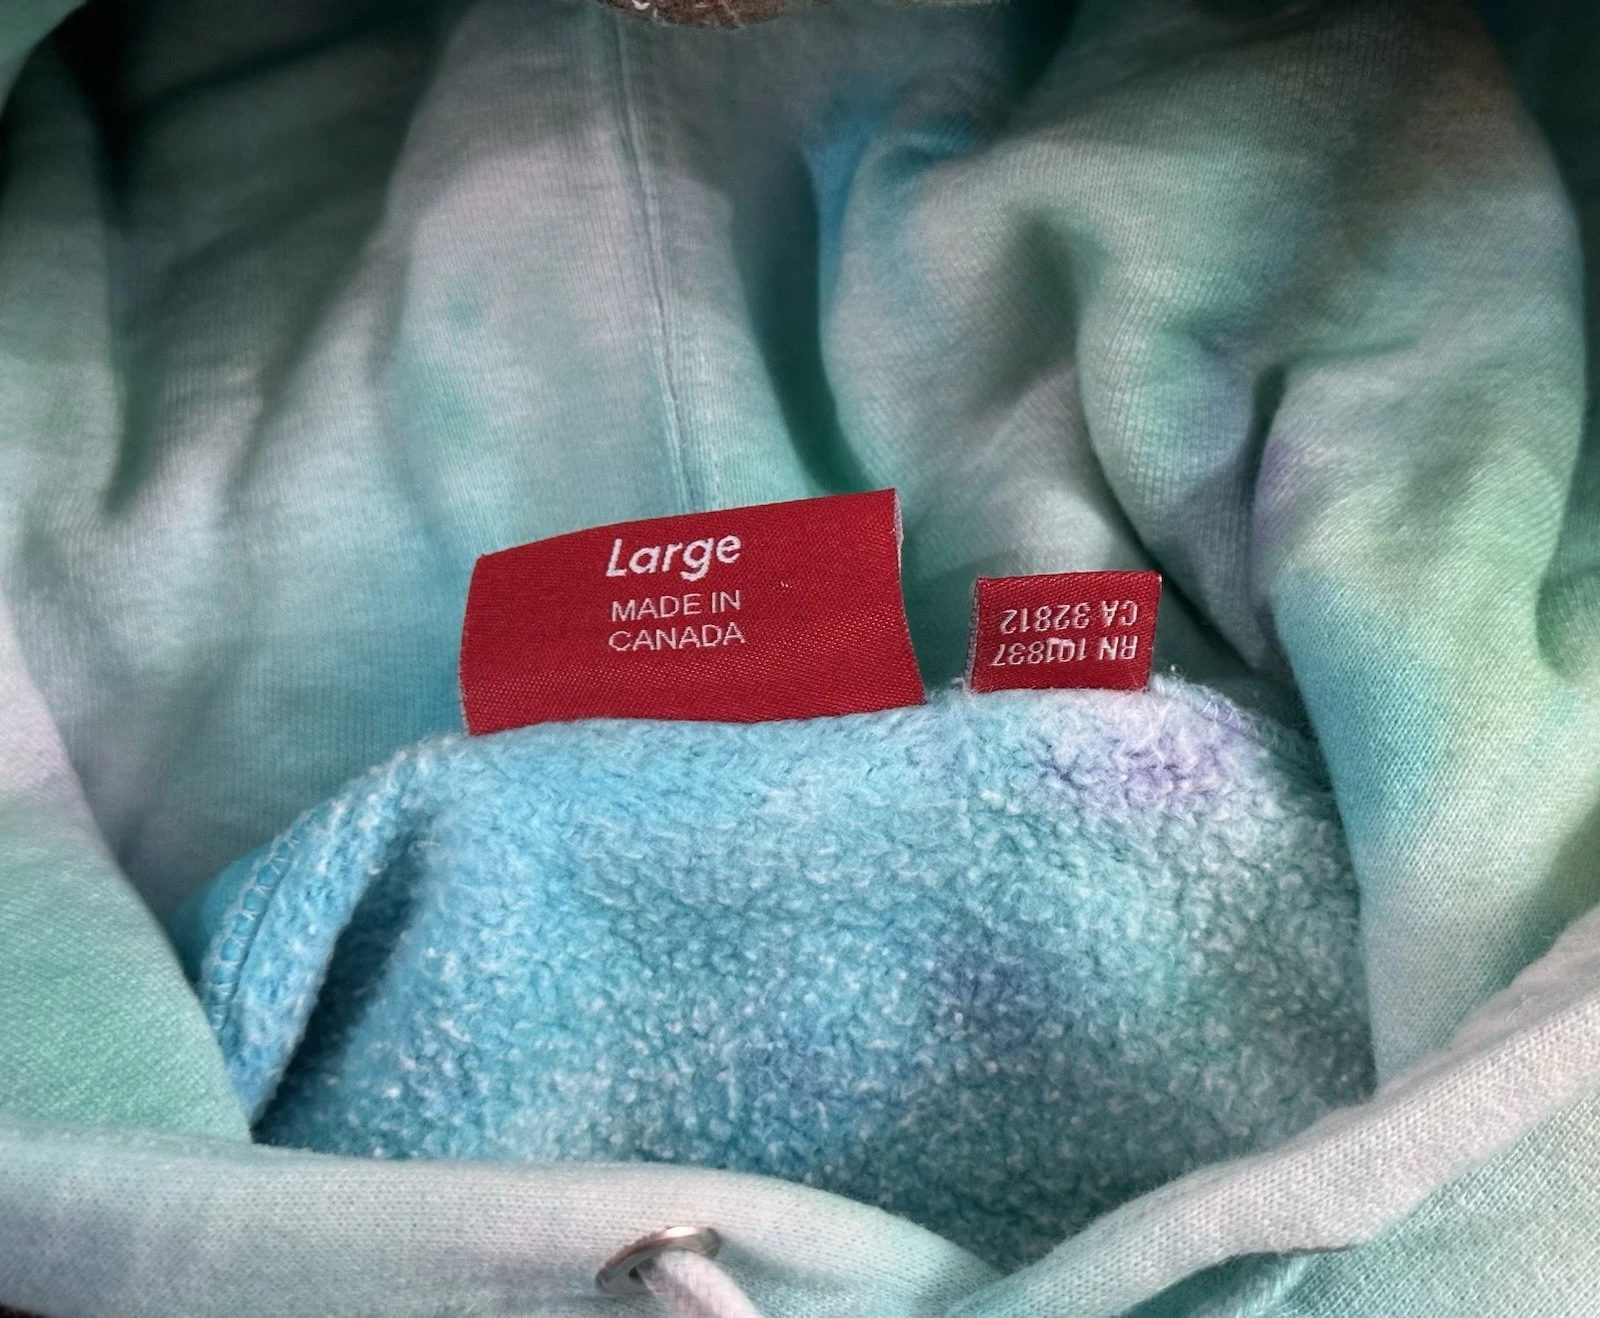 Large
MADE IN
CANADA
RN 101837
CA 32812